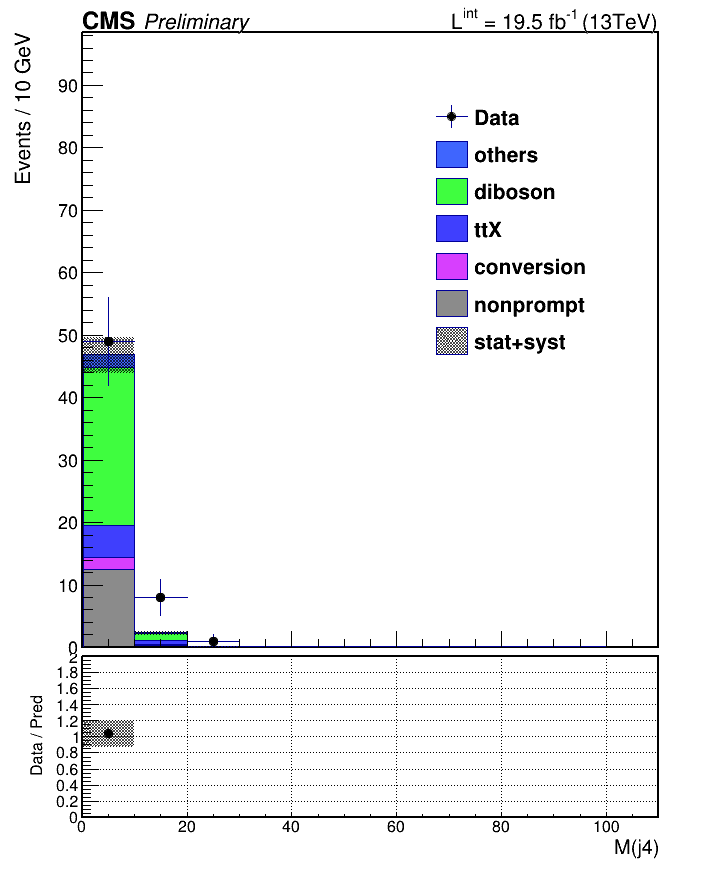 CMS Preliminary L^int = 19.5 fb^-1 (13TeV)
Events / 10 GeV
90
80
70
60
50
40
30
20
10
0
Data
others
diboson
ttX
conversion
nonprompt
stat+syst
Data / Pred
2
1.8
1.6
1.4
1.2
1
0.8
0.6
0.4
0.2
0
0 20 40 60 80 100
M(j4)